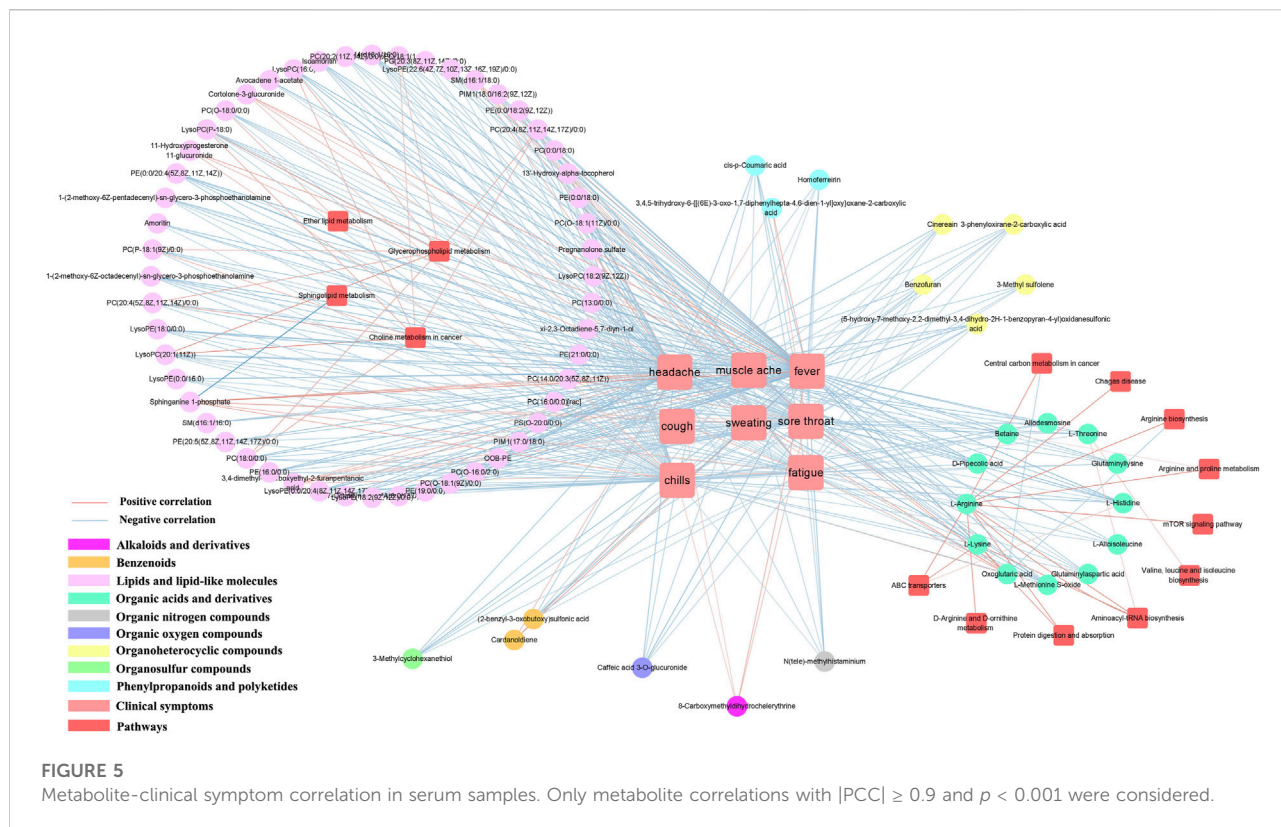 PC(20:2(11Z,14Z)/0:0)
Isoamoritin
LysoPC(16:0)
Avocadene 1-acetate
Cortolone-3-glucuronide
PC(O-18:0/0:0)
LysoPC(P-18:0)
11-Hydroxyprogesterone
11-glucuronide
PE(0:0/20:4(5Z,8Z,11Z,14Z))
1-(2-methoxy-6Z-pentadecenyl)-sn-glycero-3-phosphoethanolamine
Amoritin
PC(P-18:1(9Z)/0:0)
1-(2-methoxy-6Z-octadecenyl)-sn-glycero-3-phosphoethanolamine
PC(20:4(5Z,8Z,11Z,14Z)/0:0)
LysoPE(18:0/0:0)
LysoPC(20:1(11Z))
LysoPE(0:0/16:0)
Sphinganine 1-phosphate
SM(d16:1/16:0)
PE(20:5(5Z,8Z,11Z,14Z,17Z)/0:0)
PC(18:0/0:0)
PE(16:0/0:0)
PG(20:3(8Z,11Z,14Z)/0:0)
LysoPE(22:6(4Z,7Z,10Z,13Z,16Z,19Z)/0:0)
SM(d16:1/18:0)
PIM1(18:0/16:2(9Z,12Z))
PE(0:0/18:2(9Z,12Z))
PC(20:4(8Z,11Z,14Z,17Z)/0:0)
PC(0:0/18:0)
13'-Hydroxy-alpha-tocopherol
PE(0:0/18:0)
PC(O-18:1(11Z)/0:0)
Pregnanolone sulfate
LysoPC(18:2(9Z,12Z))
PC(13:0/0:0)
xi-2,3-Octadiene-5,7-diyn-1-ol
PE(21:0/0:0)
PC(14:0/20:3(5Z,8Z,11Z))
PC(16:0/0:0)[rac]
PS(O-20:0/0:0)
PIM1(17:0/18:0)
OOB-PE
PC(O-16:0/2:0)
PC(O-18:1(9Z)/0:0)
PE(19:0/0:0)
Ether lipid metabolism
Glycerophospholipid metabolism
Sphingolipid metabolism
Choline metabolism in cancer
cis-p-Coumaric acid
Homoferreirin
3,4,5-trihydroxy-6-{[(6E)-3-oxo-1,7-diphenylhepta-4,6-dien-1-yl]oxy}oxane-2-carboxylic
acid
Cinereain
3-phenyloxirane-2-carboxylic acid
Benzofuran
3-Methyl sulfolene
(5-hydroxy-7-methoxy-2,2-dimethyl-3,4-dihydro-2H-1-benzopyran-4-yl)oxidanesulfonic
acid
headache
muscle ache
fever
cough
sweating
sore throat
chills
fatigue
Central carbon metabolism in cancer
Chagas disease
Arginine biosynthesis
Arginine and proline metabolism
mTOR signaling pathway
Valine, leucine and isoleucine
biosynthesis
Aminoacyl-tRNA biosynthesis
Protein digestion and absorption
D-Arginine and D-ornithine
metabolism
ABC transporters
Allodesmosine
Betaine
L-Threonine
D-Pipecolic acid
Glutaminyllysine
L-Arginine
L-Histidine
L-Lysine
L-Alloisoleucine
Oxoglutaric acid
Glutaminylaspartic acid
L-Methionine S-oxide
(2-benzyl-3-oxobutoxy)sulfonic acid
Cardanoldiene
3-Methylcyclohexanethiol
Caffeic acid 3-O-glucuronide
N(tele)-methylhistaminium
8-Carboxymethyldihydrochelerythrine
Positive correlation
Negative correlation
Alkaloids and derivatives
Benzenoids
Lipids and lipid-like molecules
Organic acids and derivatives
Organic nitrogen compounds
Organic oxygen compounds
Organoheterocyclic compounds
Organosulfur compounds
Phenylpropanoids and polyketides
Clinical symptoms
Pathways
FIGURE 5
Metabolite-clinical symptom correlation in serum samples. Only metabolite correlations with |PCC| ≥ 0.9 and p < 0.001 were considered.